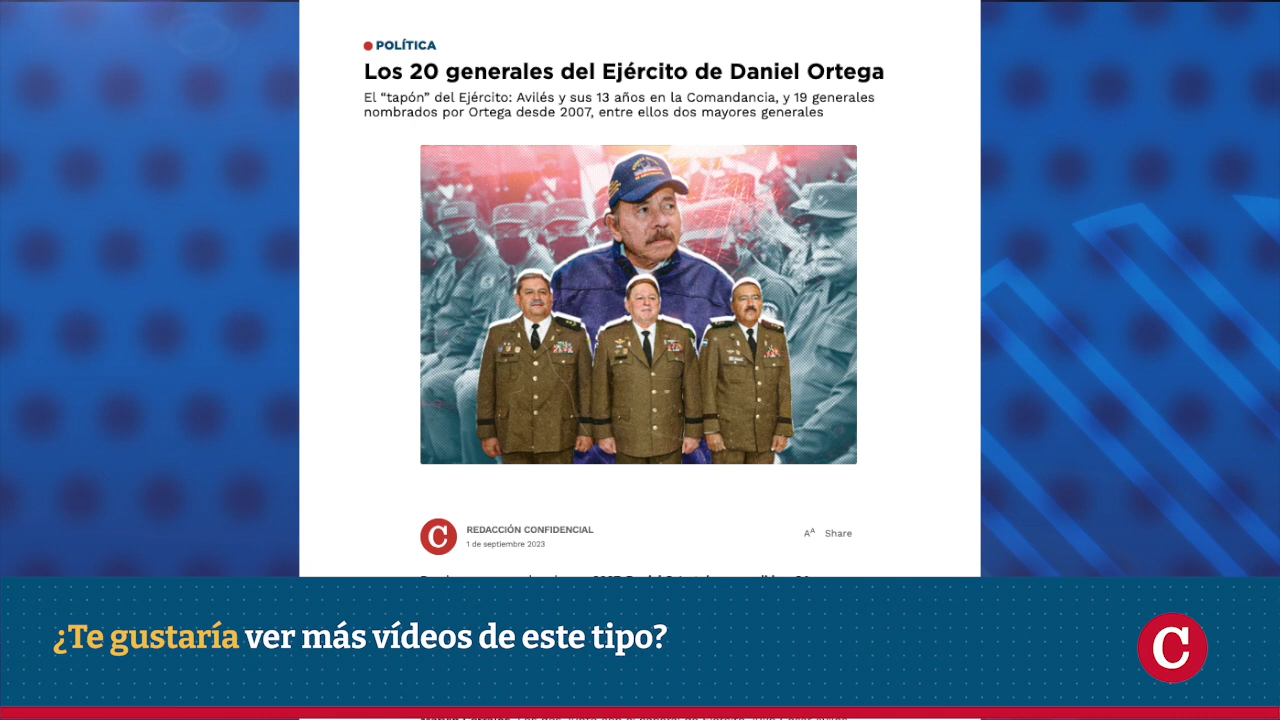 POLÍTICA
Los 20 generales del Ejército de Daniel Ortega
El “tapón” del Ejército: Avilés y sus 13 años en la Comandancia, y 19 generales
nombrados por Ortega desde 2007, entre ellos dos mayores generales
C
REDACCIÓN CONFIDENCIAL
1 de septiembre 2023
AA Share
¿Te gustaría ver más vídeos de este tipo?
C